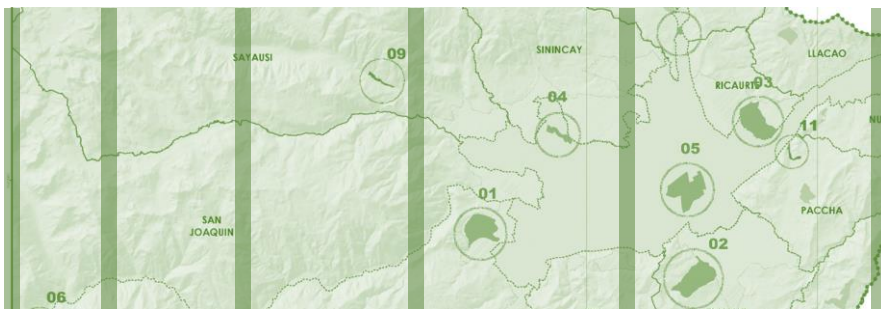 SAYAUSI
09
SININCAY
LLACAO
RICAURTE
03
04
11
NU
05
01
SAN
JOAQUIN
PACCHA
02
06